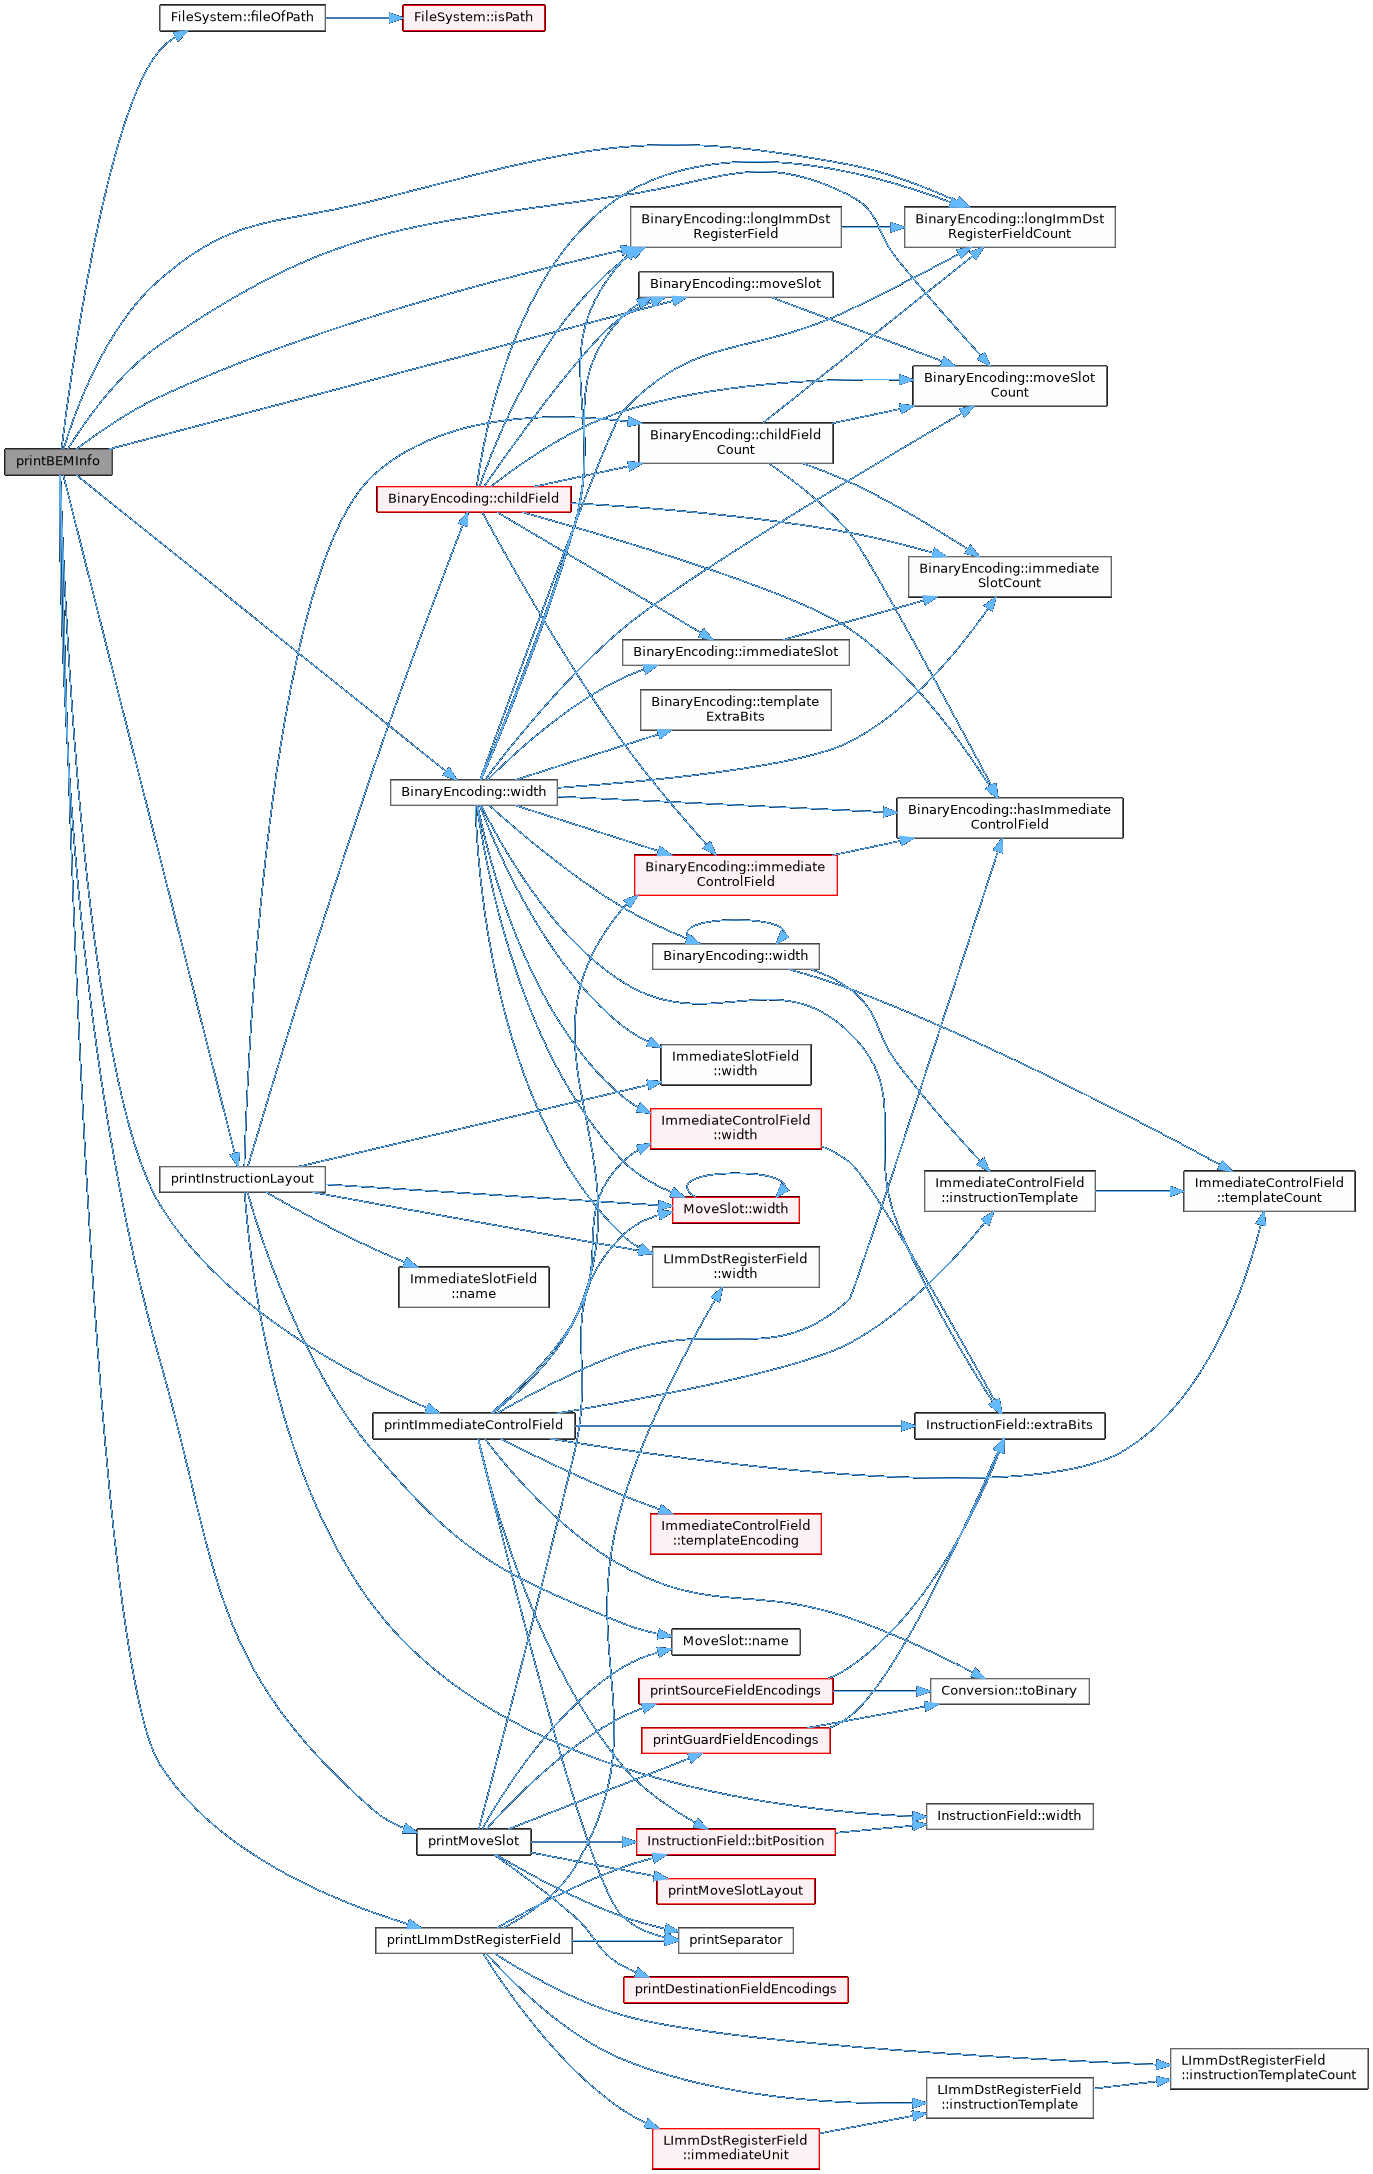 FileSystem::fileOfPath
FileSystem::isPath
BinaryEncoding::longImmDst
RegisterField
BinaryEncoding::longImmDst
RegisterFieldCount
BinaryEncoding::moveSlot
BinaryEncoding::moveSlot
Count
BinaryEncoding::childField
Count
printBEMInfo
BinaryEncoding::childField
BinaryEncoding::immediate
SlotCount
BinaryEncoding::immediateSlot
BinaryEncoding::template
ExtraBits
BinaryEncoding::width
BinaryEncoding::hasImmediate
ControlField
BinaryEncoding::immediate
ControlField
BinaryEncoding::width
ImmediateSlotField
::width
ImmediateControlField
::width
printInstructionLayout
ImmediateControlField
::instructionTemplate
ImmediateControlField
::templateCount
MoveSlot::width
LImmDstRegisterField
::width
ImmediateSlotField
::name
printImmediateControlField
InstructionField::extraBits
ImmediateControlField
::templateEncoding
MoveSlot::name
printSourceFieldEncodings
Conversion::toBinary
printGuardFieldEncodings
InstructionField::width
printMoveSlot
InstructionField::bitPosition
printMoveSlotLayout
printLImmDstRegisterField
printSeparator
printDestinationFieldEncodings
LImmDstRegisterField
::instructionTemplateCount
LImmDstRegisterField
::instructionTemplate
LImmDstRegisterField
::immediateUnit